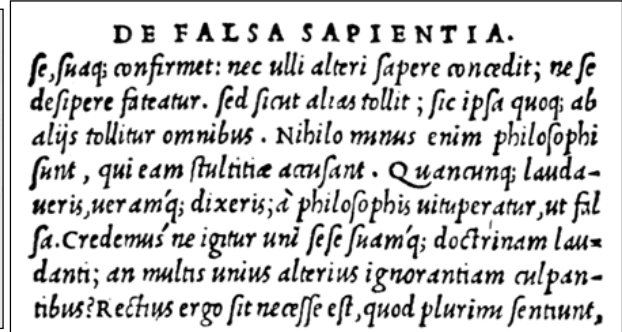 DE FALSA SAPIENTIA.
ſe,ſuaq; confirmet: nec ulli alteri ſapere concedit; ne ſe
deſipere fateatur. ſed ſicut alias tollit; ſic ipſa quoq; ab
alijs tollitur omnibus. Nihilo minus enim philoſophi
ſunt, qui eam ſtultitiæ accuſant. Quancunq; lauda-
ueris,ueram'q; dixeris; à philoſophis uituperatur,ut fal
ſa.Credemus'ne igitur uni ſeſe ſuam'q; doctrinam lau-
danti; an multis unius alterius ignorantiam culpan-
tibus?Rectius ergo ſit neceſſe eſt,quod plurimi ſentiunt,